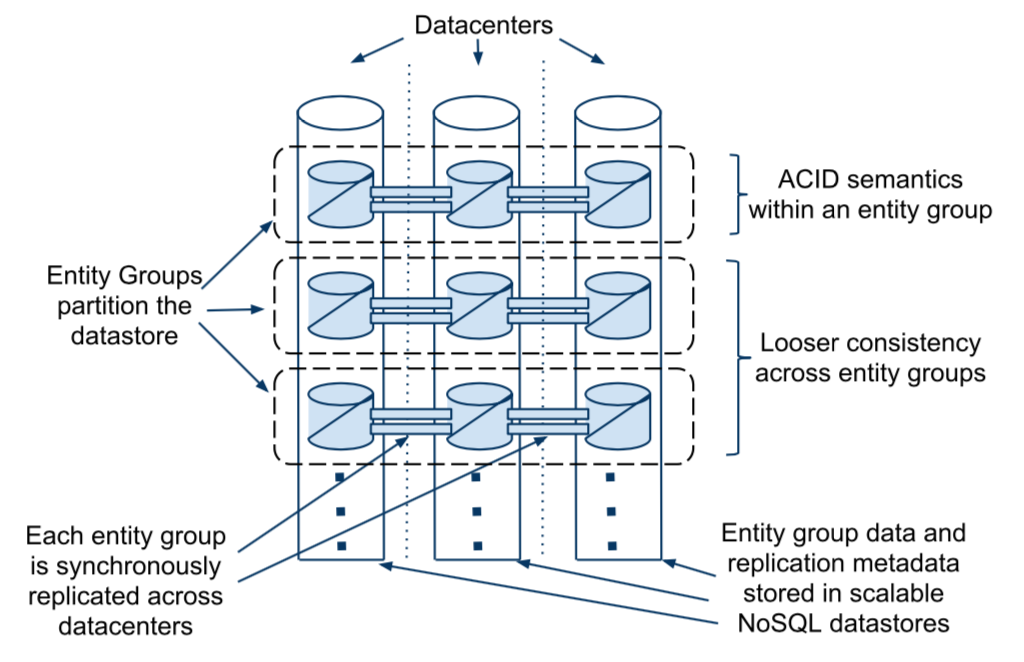 Datacenters
ACID semantics
within an entity group
Entity Groups
partition the
datastore
Looser consistency
across entity groups
Each entity group
is synchronously
replicated across
datacenters
Entity group data and
replication metadata
stored in scalable
NoSQL datastores